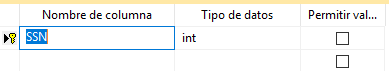 Nombre de columna Tipo de datos Permitir val...
SSN int